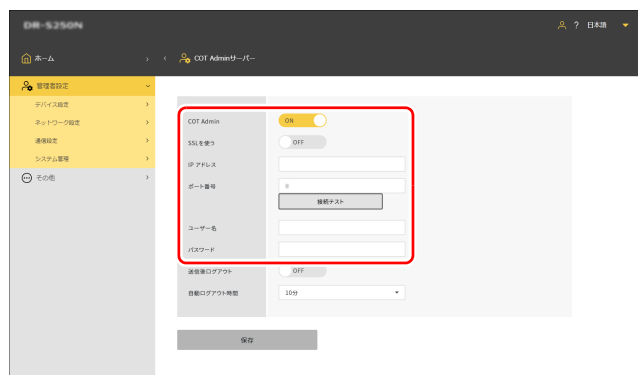 DR-S250N
? 日本語
ホーム
COT Adminサーバー
管理者設定
デバイス設定
ネットワーク設定
通信設定
システム管理
その他
COT Admin ON
SSLを使う OFF
IP アドレス
ポート番号 0
接続テスト
ユーザー名
パスワード
送信後ログアウト OFF
自動ログアウト時間 10分
保存